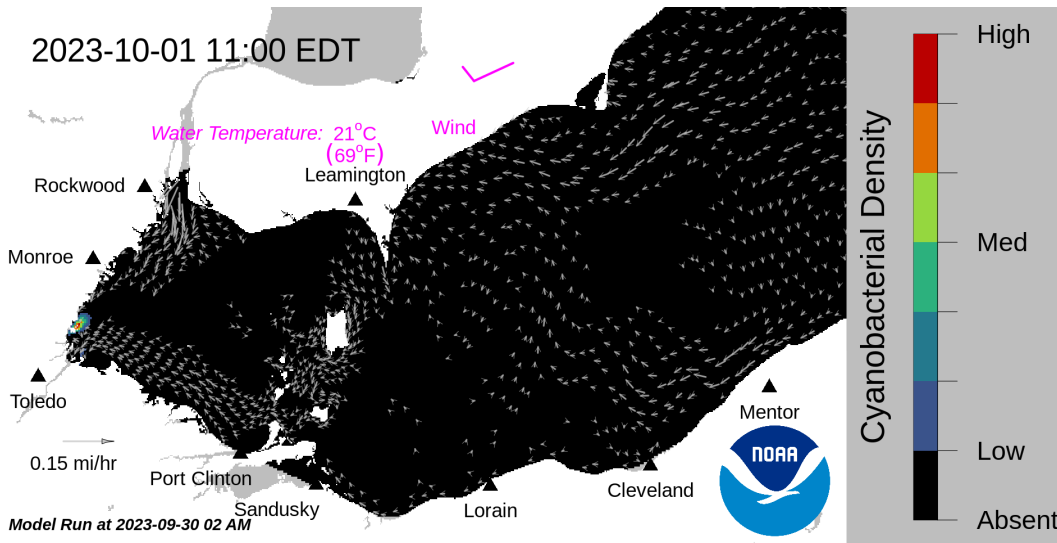 2023-10-01 11:00 EDT
Water Temperature: 21°C
(69°F)
Wind
Leamington
Rockwood
Monroe
Toledo
0.15 mi/hr
Port Clinton
Sandusky
Lorain
Cleveland
Mentor
NOAA
Model Run at 2023-09-30 02 AM
Cyanobacterial Density
High
Med
Low
Absent